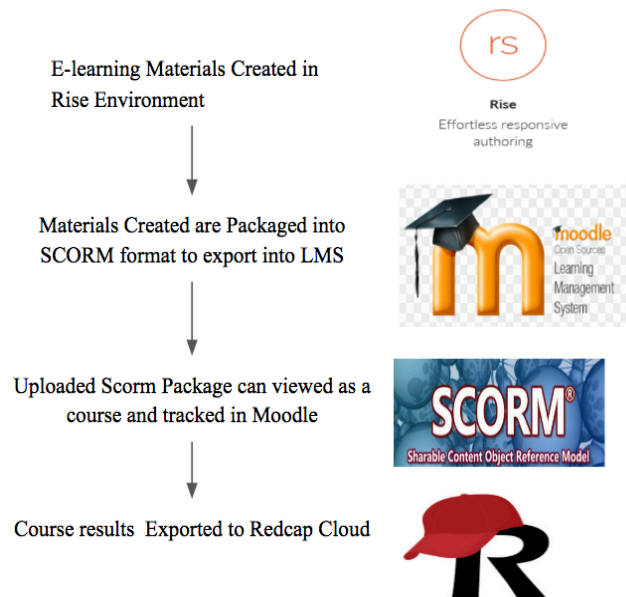 rs
E-learning Materials Created in
Rise Environment
Rise
Effortless responsive
authoring
Materials Created are Packaged into
SCORM format to export into LMS
m
moodle
Open Sources
Learning
Management
System
Uploaded Scorm Package can viewed as a
course and tracked in Moodle
SCORM®
Sharable Content Object Reference Model
Course results Exported to Redcap Cloud
R